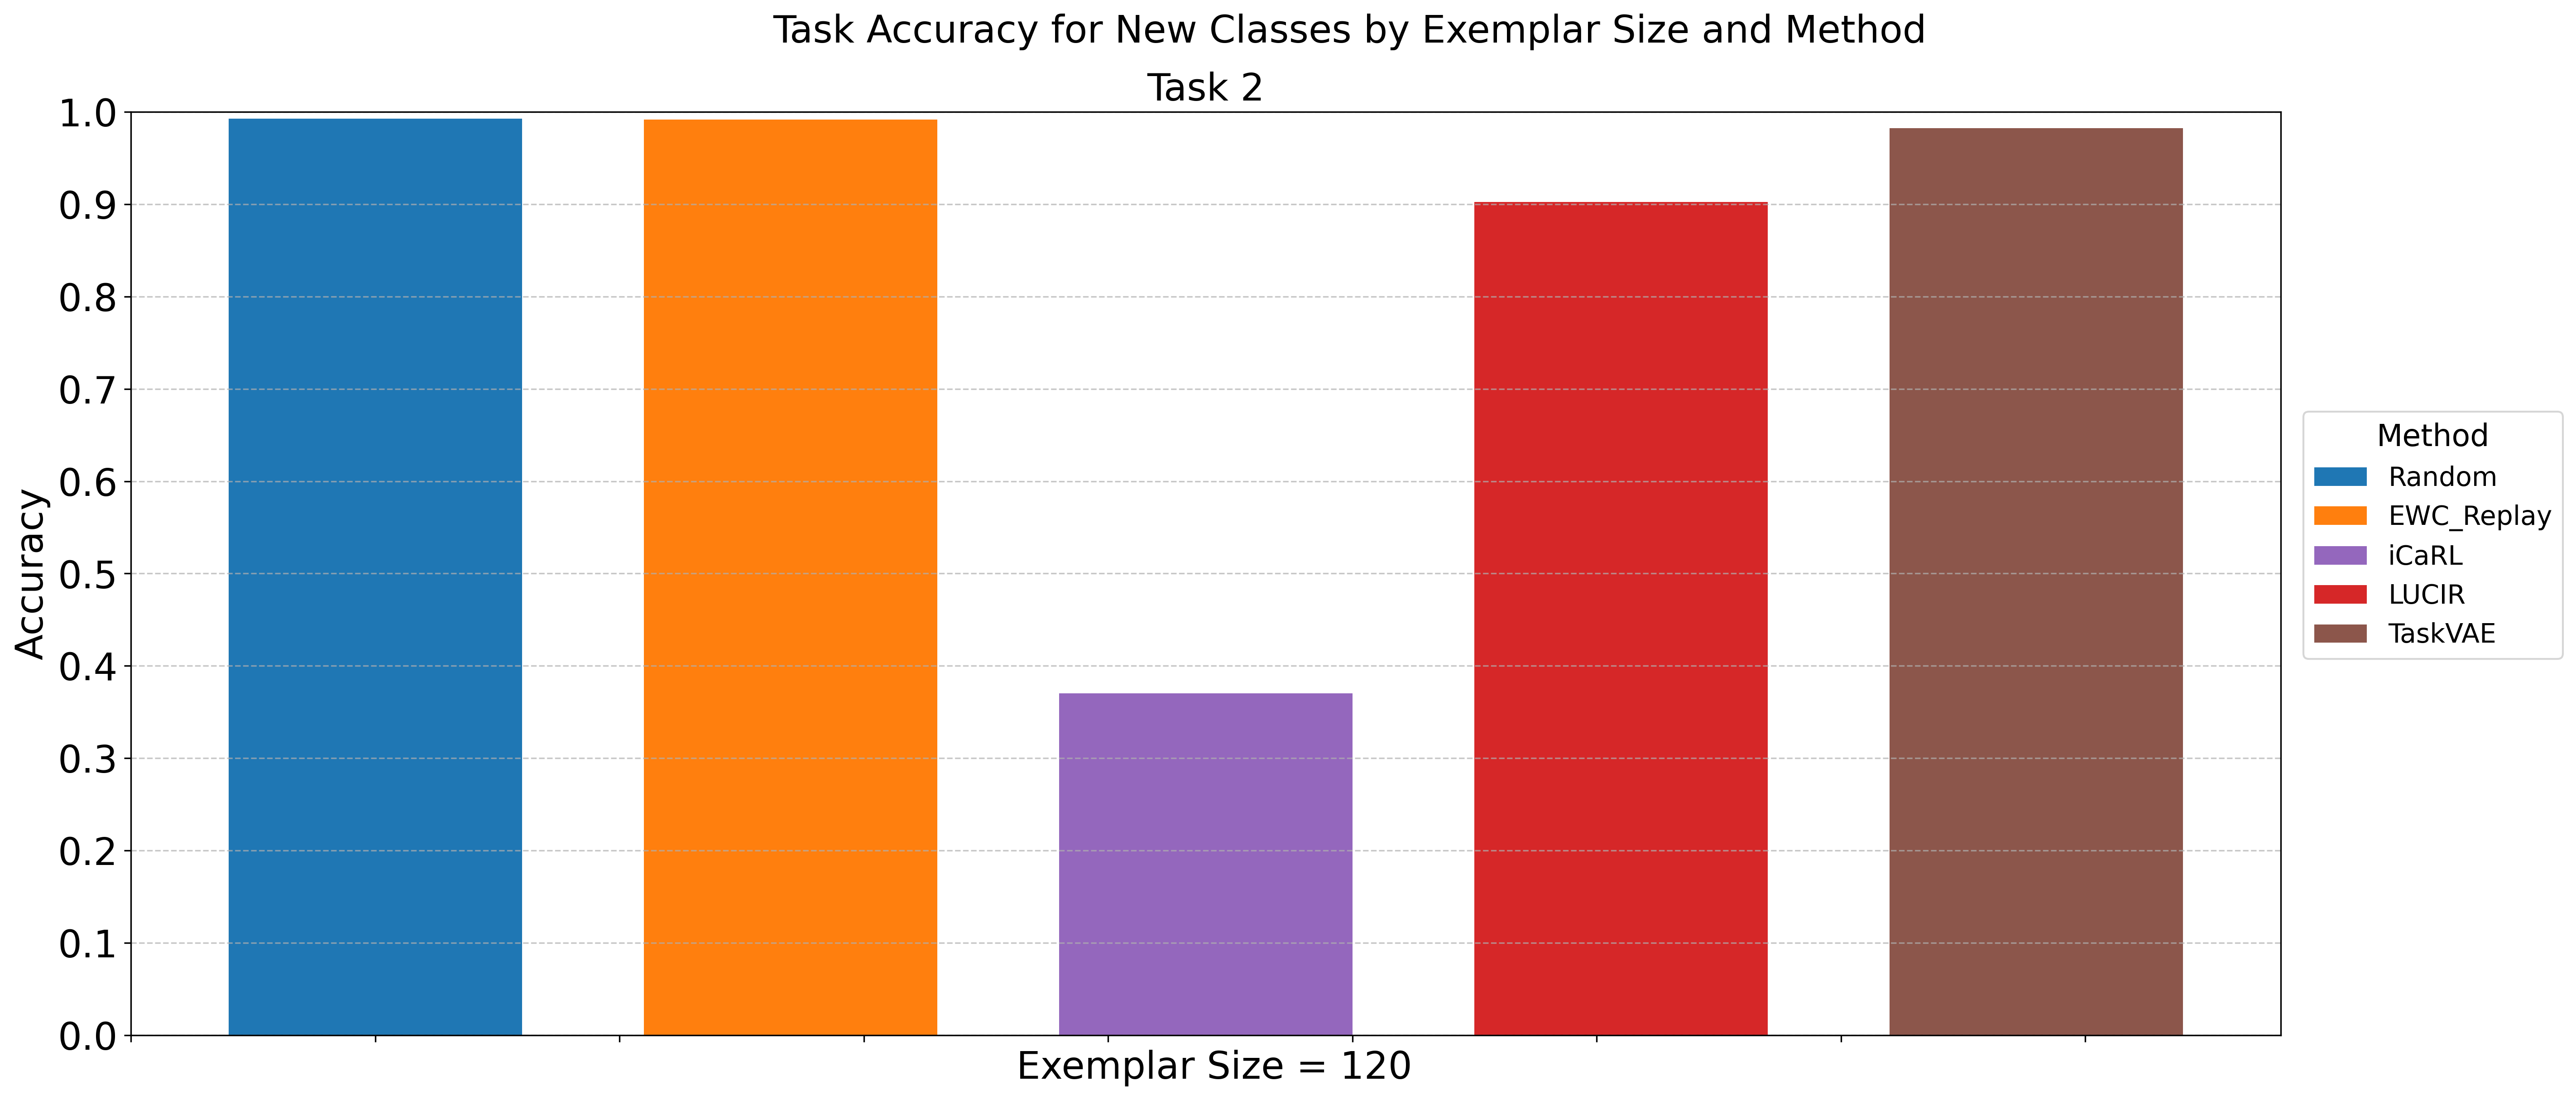 Task Accuracy for New Classes by Exemplar Size and Method
Task 2
1.0
0.9
0.8
0.7
0.6
0.5
0.4
0.3
0.2
0.1
0.0
Accuracy
Exemplar Size = 120
Method
Random
EWC_Replay
iCaRL
LUCIR
TaskVAE